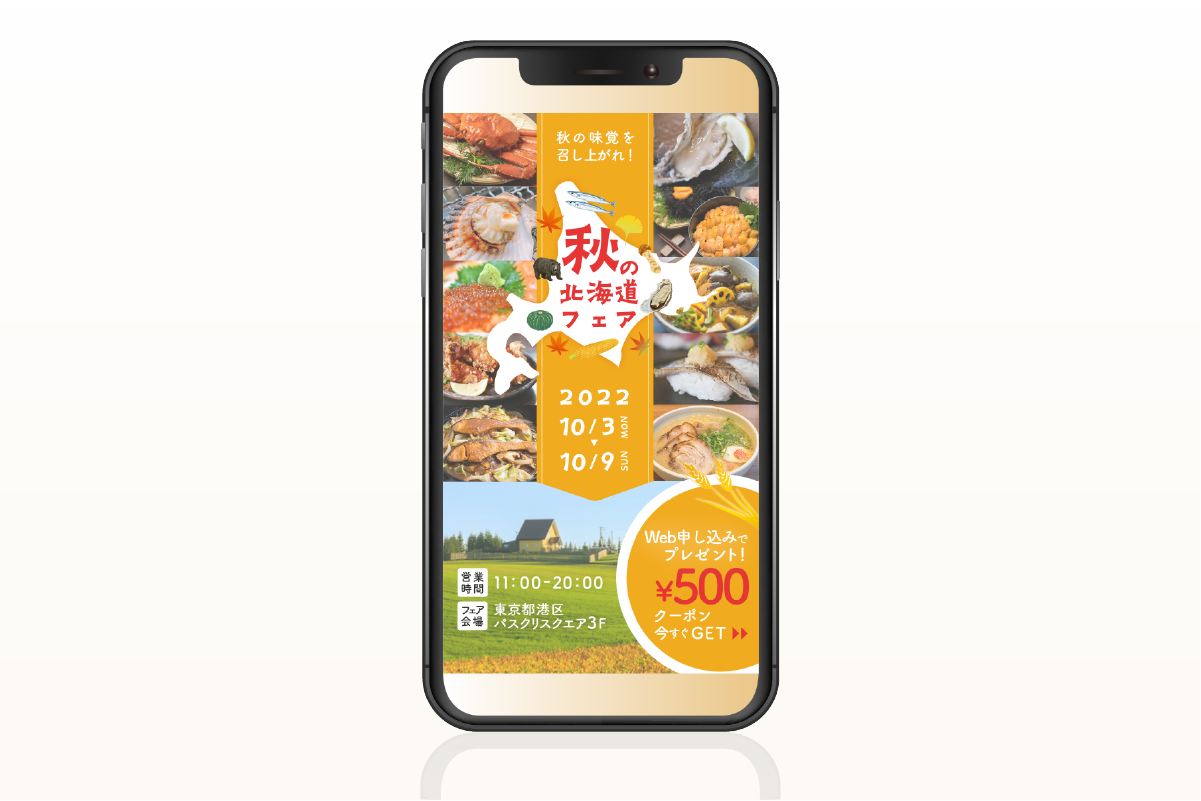 秋の味覚を
召し上がれ！
秋の
北海道
フェア
2022
10/3 MON
▼
10/9 SUN
Web申し込みで
プレゼント！
¥500
クーポン
今すぐGET
営業
時間
11:00-20:00
フェア
会場
東京都港区
パスクリスクエア3F